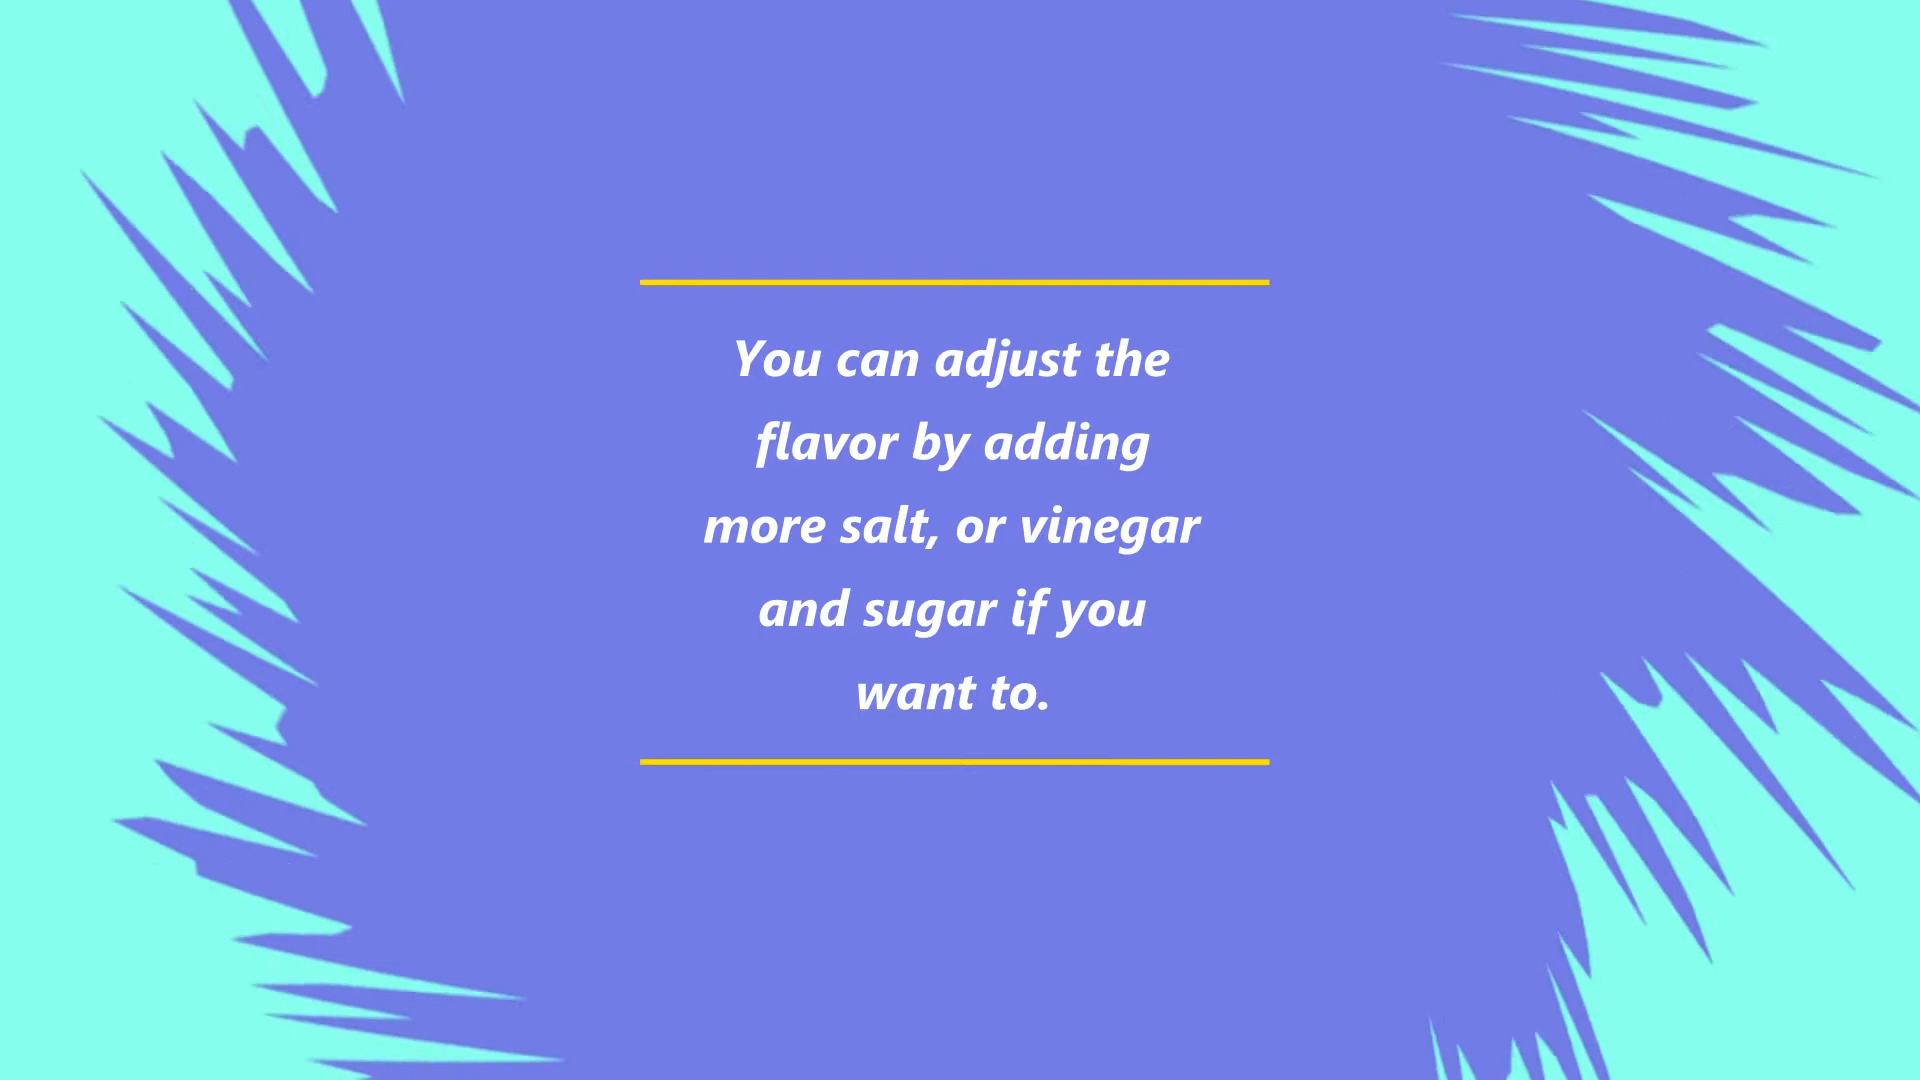 You can adjust the
flavor by adding
more salt, or vinegar
and sugar if you
want to.